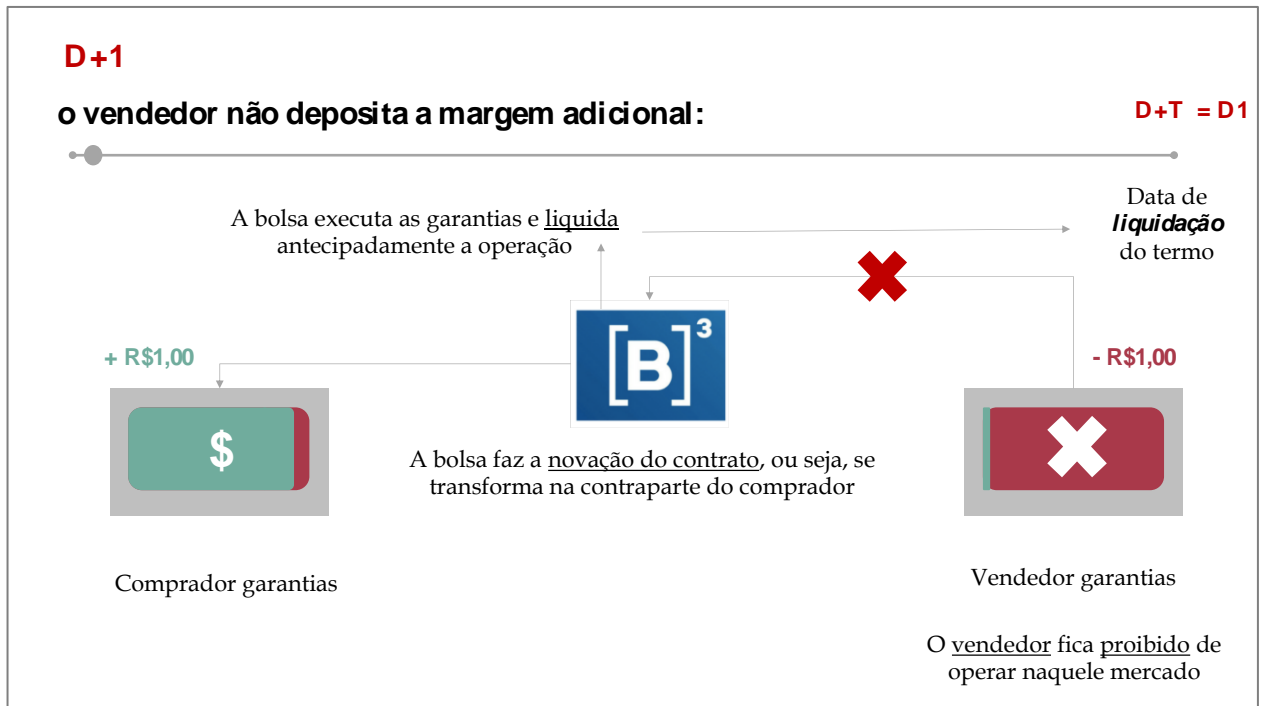 D+1
o vendedor não deposita a margem adicional:
D+T = D1
A bolsa executa as garantias e liquida
antecipadamente a operação
Data de
liquidação
do termo
+ R$1,00
[B]³
- R$1,00
$
A bolsa faz a novação do contrato, ou seja, se
transforma na contraparte do comprador
Comprador garantias
Vendedor garantias
O vendedor fica proibido de
operar naquele mercado